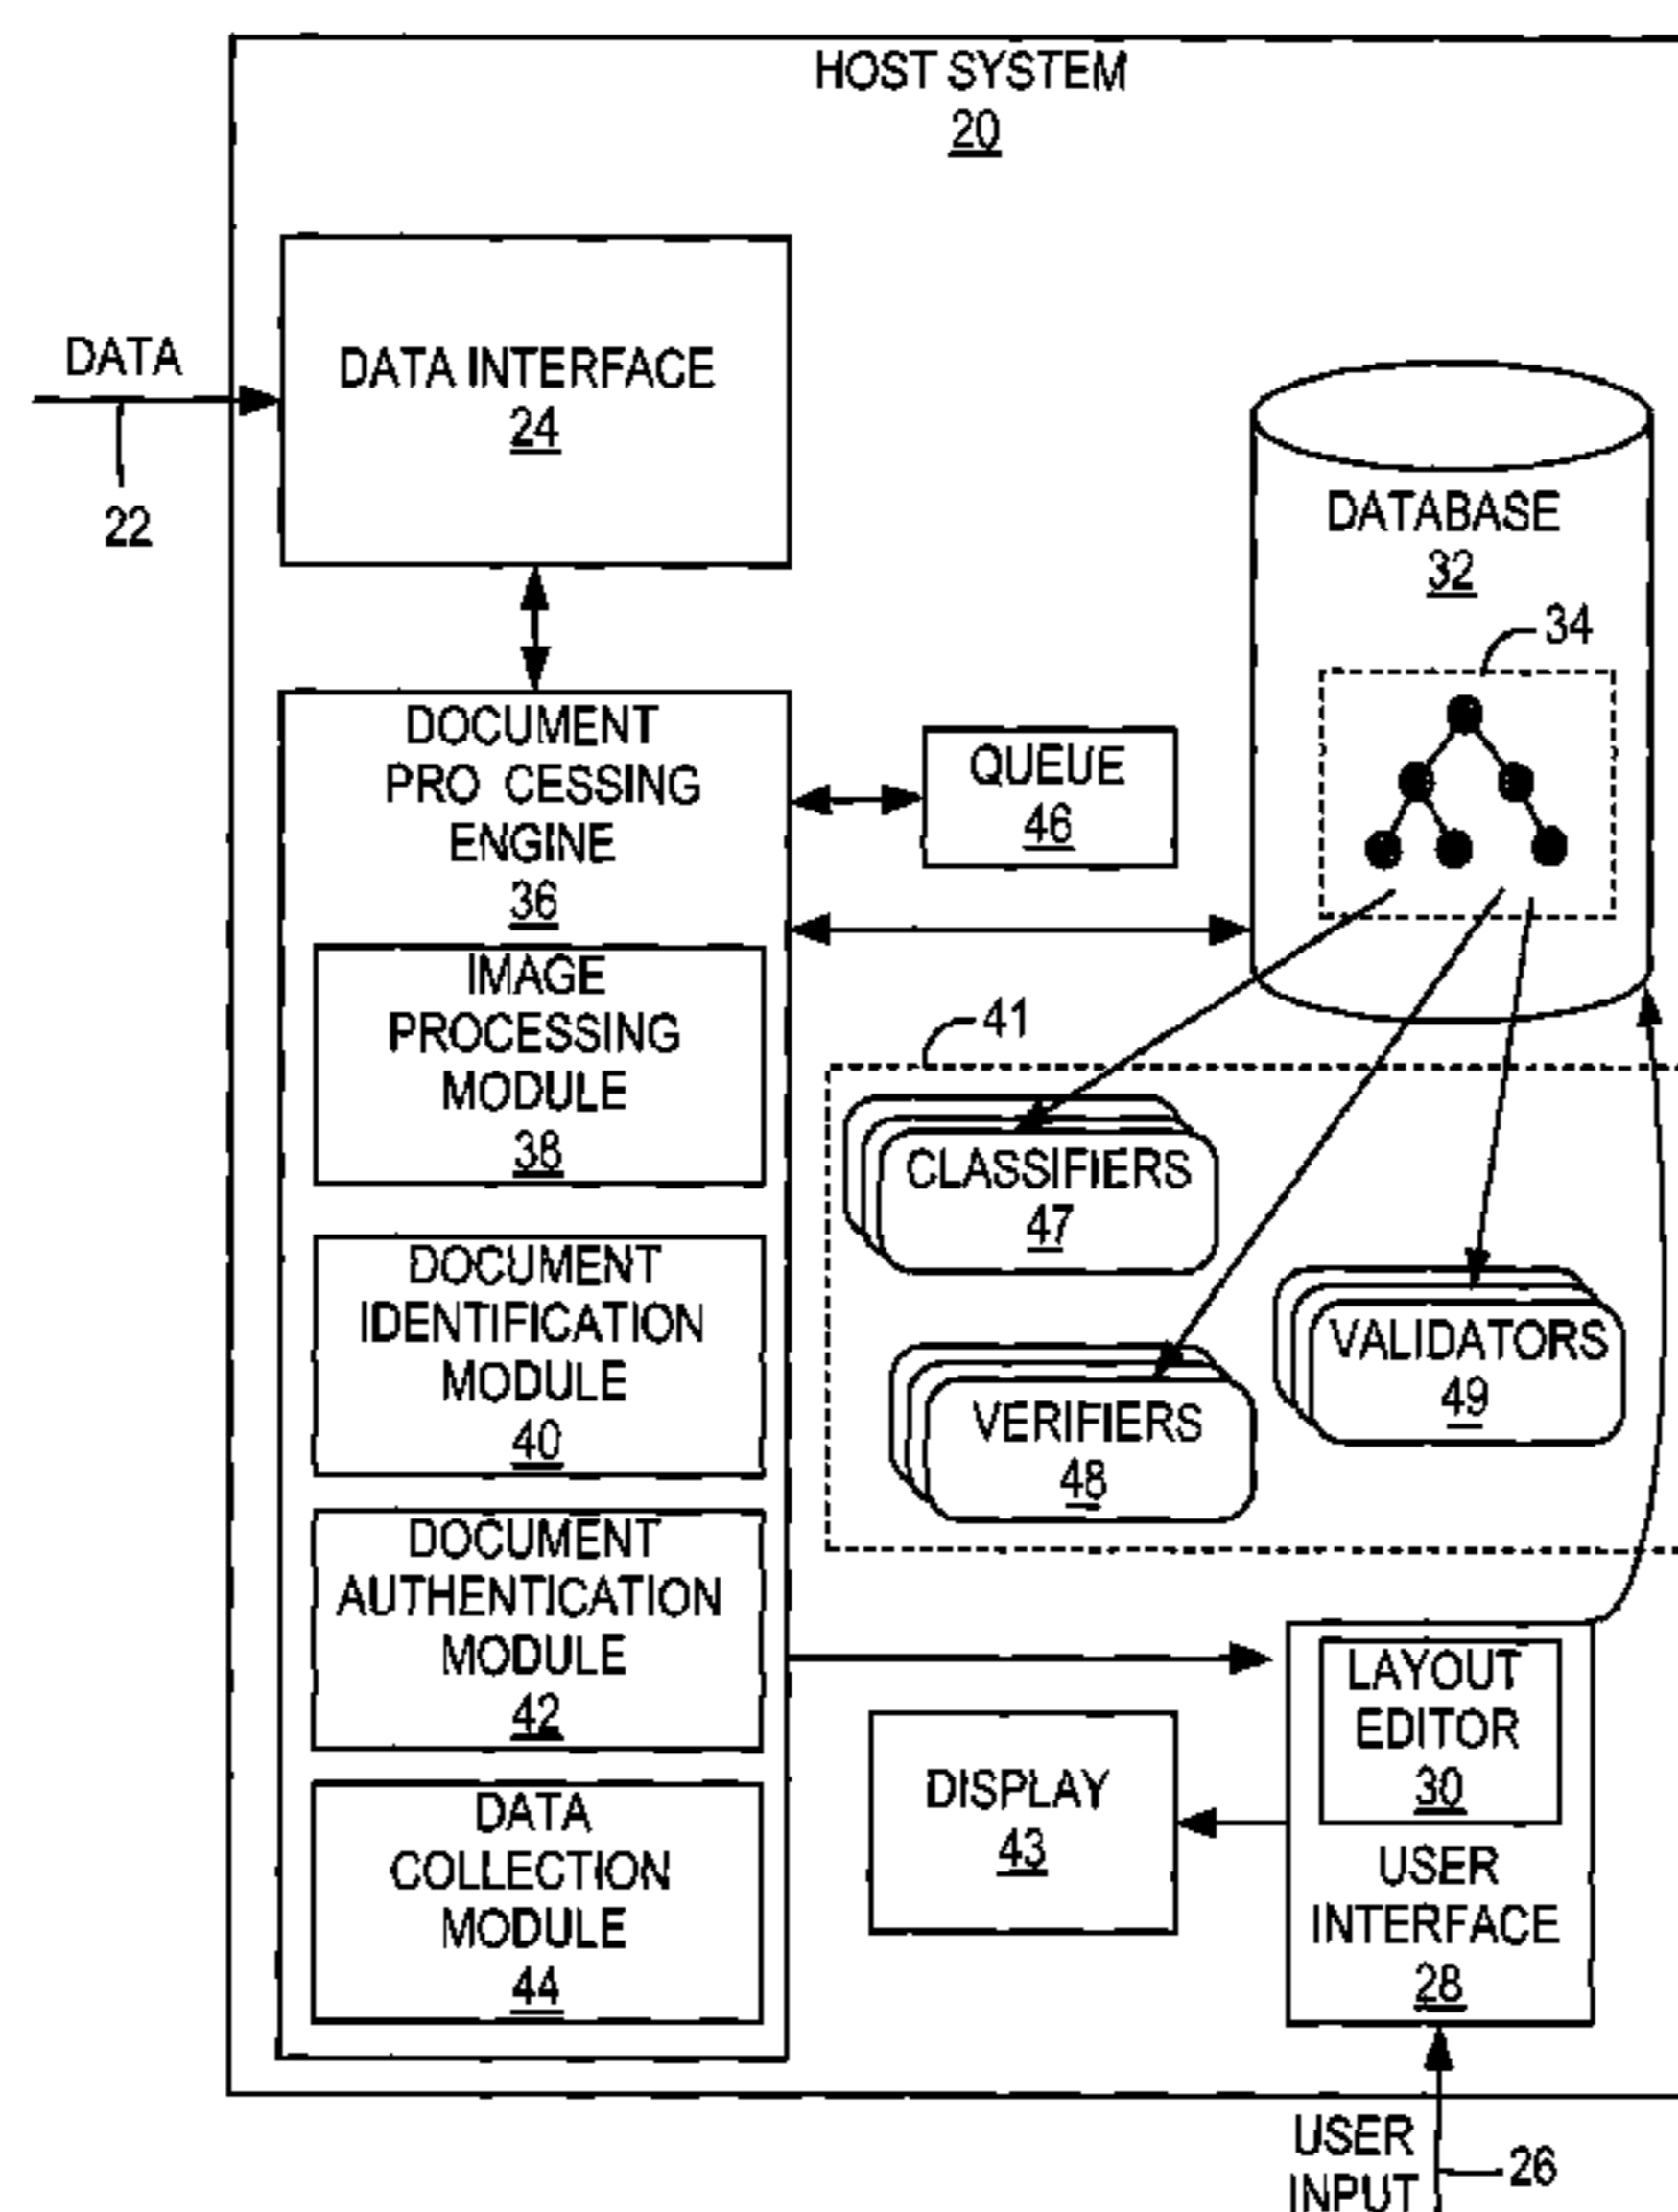 HOST SYSTEM
20
DATA
22
DATA INTERFACE
24
DATABASE
32
34
DOCUMENT
PRO CESSING
ENGINE
36
QUEUE
46
IMAGE
PROCESSING
MODULE
38
41
CLASSIFIERS
47
DOCUMENT
IDENTIFICATION
MODULE
40
VALIDATORS
49
VERIFIERS
48
DOCUMENT
AUTHENTICATION
MODULE
42
LAYOUT
EDITOR
30
DISPLAY
43
DATA
COLLECTION
MODULE
44
USER
INTERFACE
28
USER
INPUT
26